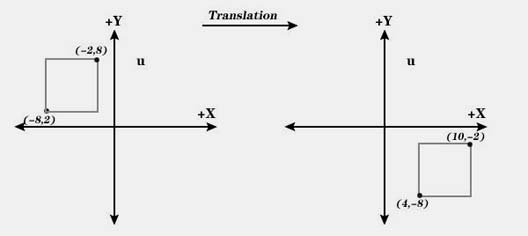 Translation
+Y
(-2,8)
u
+X
(-8,2)
+Y
u
+X
(10,-2)
(4,-8)